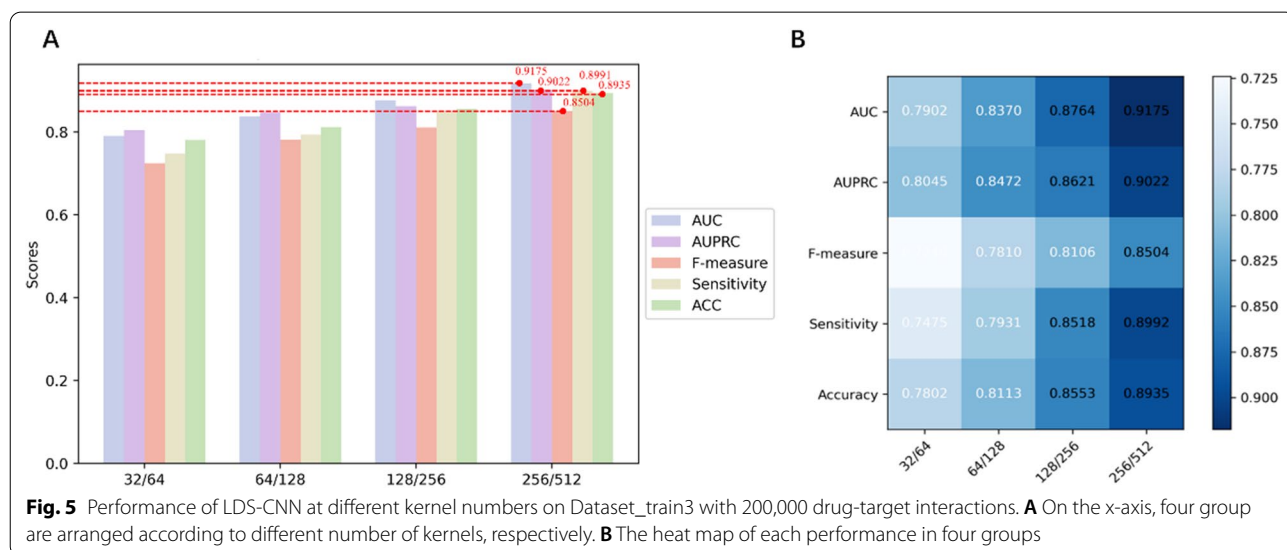 A
0.9175
0.9022
0.8991
0.8935
0.8504
0.8
0.6
0.4
0.2
0.0
Scores
32/64
64/128
128/256
256/512
AUC
AUPRC
F-measure
Sensitivity
ACC
B
AUC 0.7902 0.8370 0.8764 0.9175
AUPRC 0.8045 0.8472 0.8621 0.9022
F-measure 0.7810 0.8106 0.8504
Sensitivity 0.7475 0.7931 0.8518 0.8992
Accuracy 0.7802 0.8113 0.8553 0.8935
32/64
64/128
128/256
256/512
0.725
0.750
0.775
0.800
0.825
0.850
0.875
0.900
Fig. 5 Performance of LDS-CNN at different kernel numbers on Dataset_train3 with 200,000 drug-target interactions. A On the x-axis, four group
are arranged according to different number of kernels, respectively. B The heat map of each performance in four groups